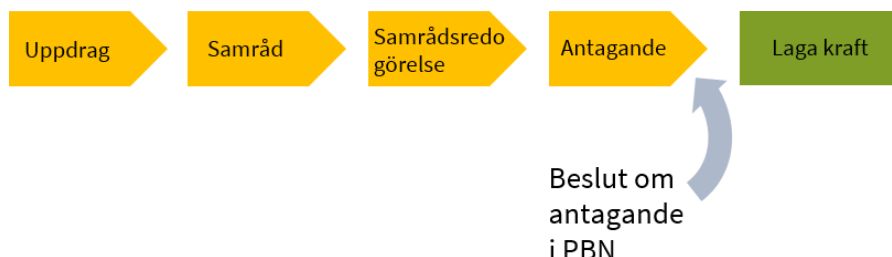 Uppdrag
Samråd
Samrådsredo
görelse
Antagande
Laga kraft
Beslut om
antagande
i PBN